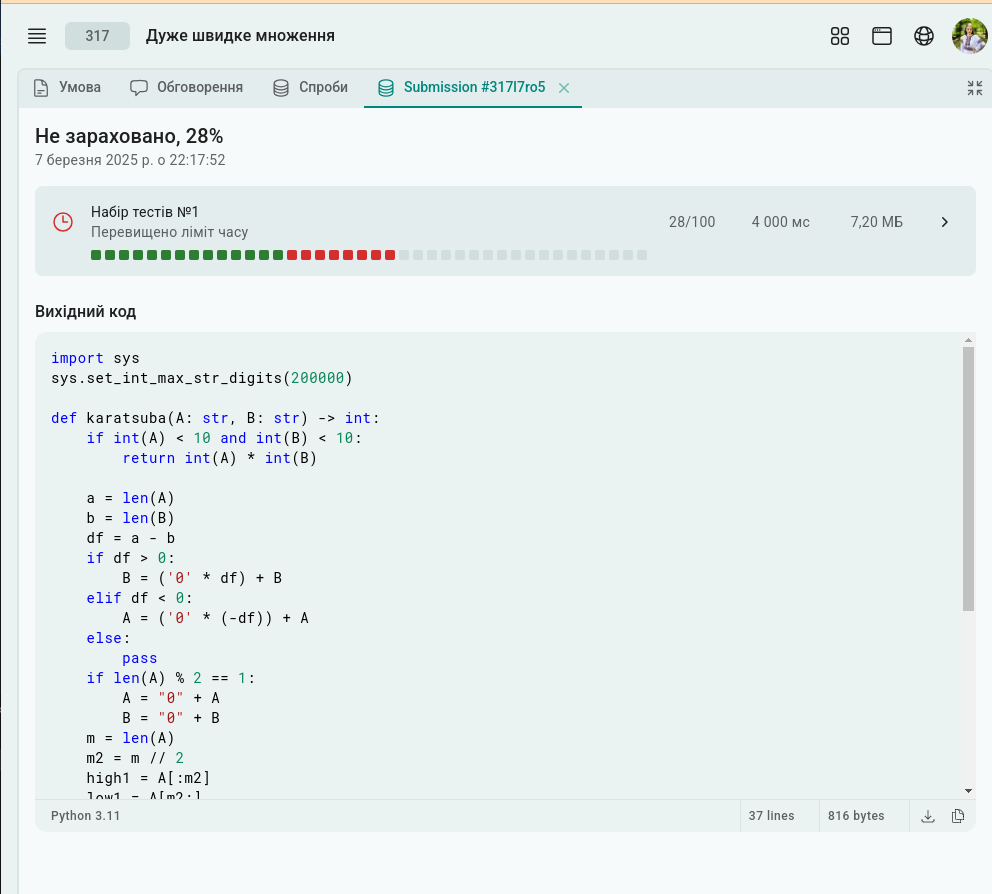 317 Дуже швидке множення
Умова Обговорення Спроби Submission #317l7ro5
Не зараховано, 28%
7 березня 2025 р. о 22:17:52
Набір тестів №1
Перевищено ліміт часу
28/100 4 000 мс 7,20 МБ
Вихідний код
import sys
sys.set_int_max_str_digits(200000)
def karatsuba(A: str, B: str) -> int:
    if int(A) < 10 and int(B) < 10:
        return int(A) * int(B)
    a = len(A)
    b = len(B)
    df = a - b
    if df > 0:
        B = ('0' * df) + B
    elif df < 0:
        A = ('0' * (-df)) + A
    else:
        pass
    if len(A) % 2 == 1:
        A = "0" + A
        B = "0" + B
    m = len(A)
    m2 = m // 2
    high1 = A[:m2]
    low1 = A[m2:]
Python 3.11 37 lines 816 bytes